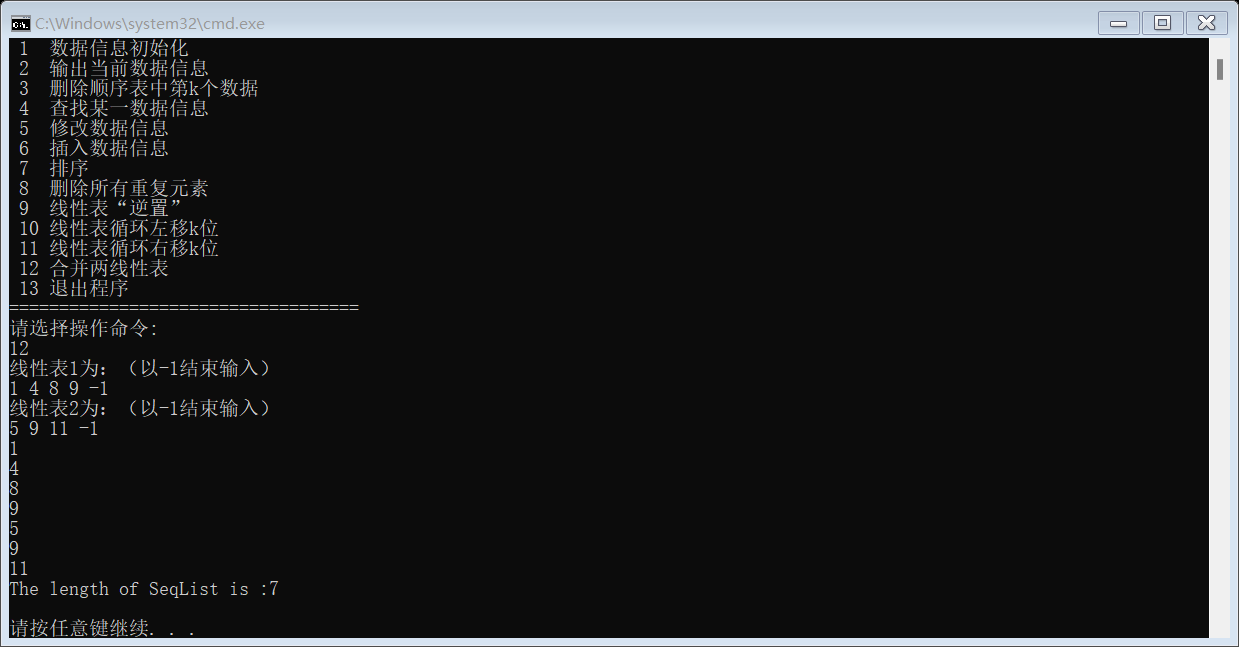 C:\Windows\system32\cmd.exe
1 数据信息初始化
2 输出当前数据信息
3 删除顺序表中第k个数据
4 查找某一数据信息
5 修改数据信息
6 插入数据信息
7 排序
8 删除所有重复元素
9 线性表“逆置”
10 线性表循环左移k位
11 线性表循环右移k位
12 合并两线性表
13 退出程序
===================================
请选择操作命令:
12
线性表1为：（以-1结束输入）
1 4 8 9 -1
线性表2为：（以-1结束输入）
5 9 11 -1
1
4
8
9
5
9
11
The length of SeqList is :7
请按任意键继续. . .